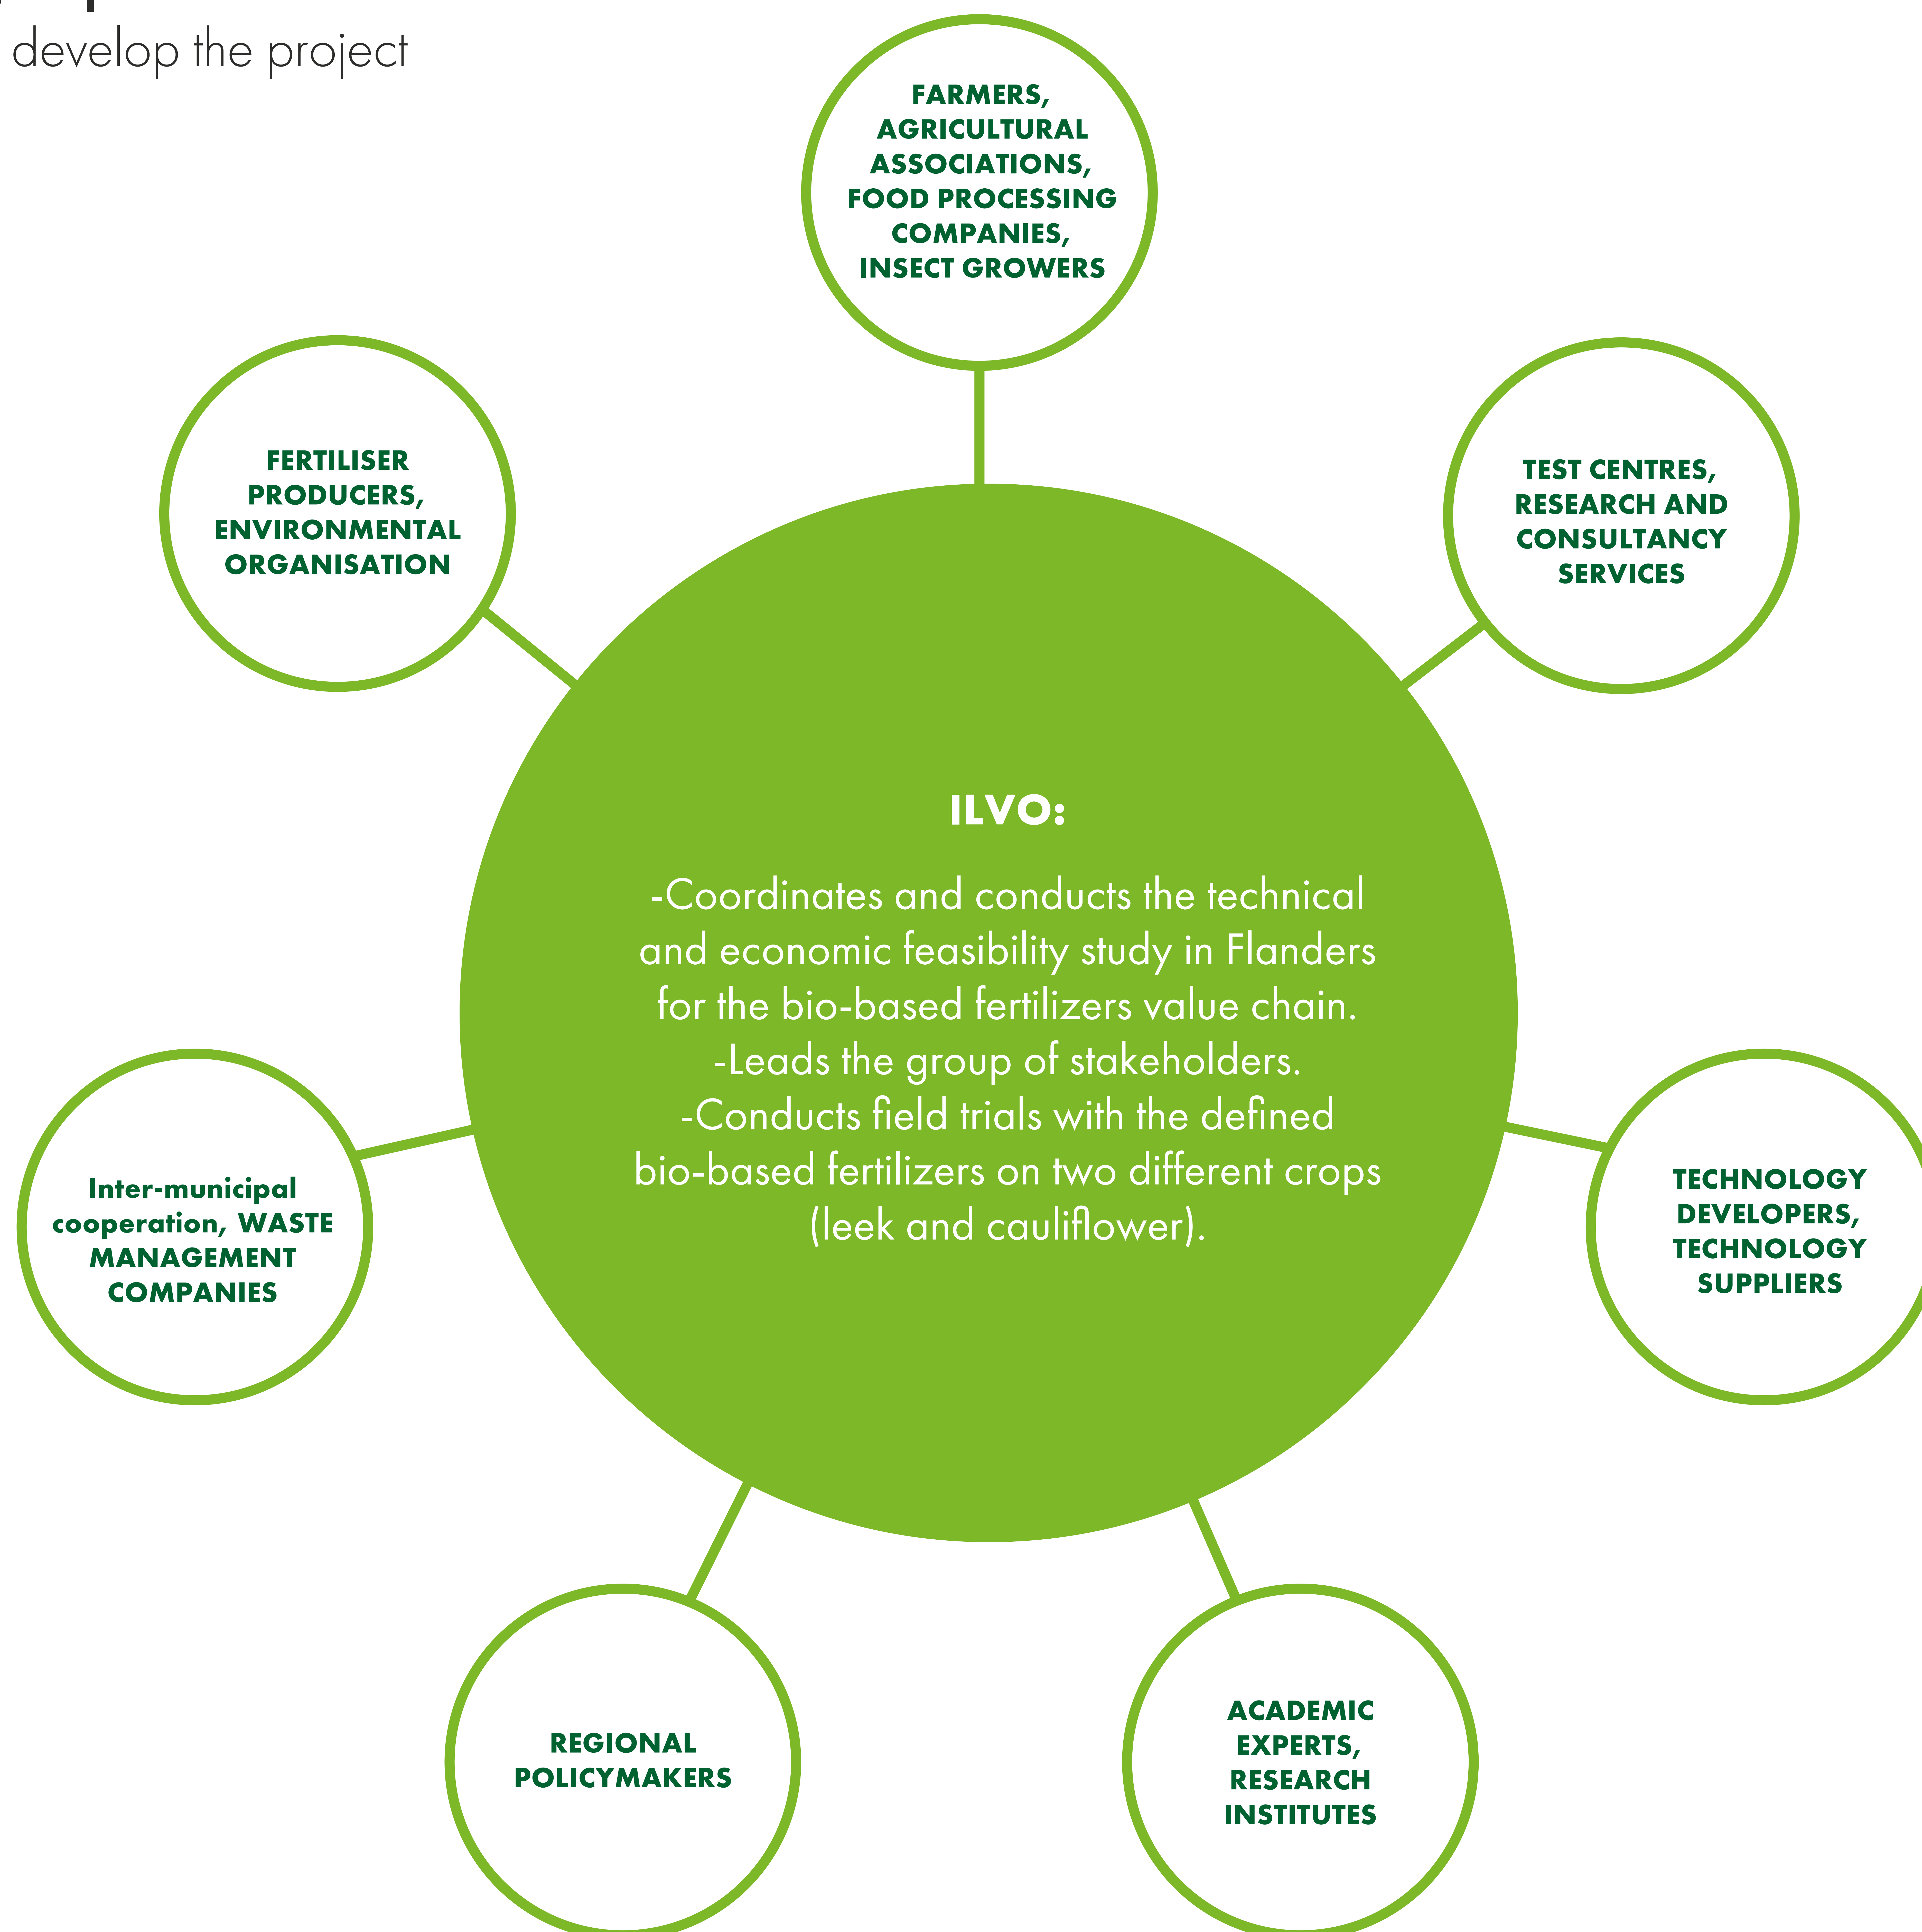 develop the project
FARMERS,
AGRICULTURAL
ASSOCIATIONS,
FOOD PROCESSING
COMPANIES,
INSECT GROWERS
FERTILISER
PRODUCERS,
ENVIRONMENTAL
ORGANISATION
TEST CENTRES,
RESEARCH AND
CONSULTANCY
SERVICES
ILVO:
-Coordinates and conducts the technical
and economic feasibility study in Flanders
for the bio-based fertilizers value chain.
-Leads the group of stakeholders.
-Conducts field trials with the defined
bio-based fertilizers on two different crops
(leek and cauliflower).
Inter-municipal
cooperation, WASTE
MANAGEMENT
COMPANIES
TECHNOLOGY
DEVELOPERS,
TECHNOLOGY
SUPPLIERS
REGIONAL
POLICYMAKERS
ACADEMIC
EXPERTS,
RESEARCH
INSTITUTES